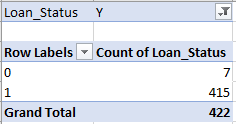 Loan_Status Y
Row Labels Count of Loan_Status
0 7
1 415
Grand Total 422